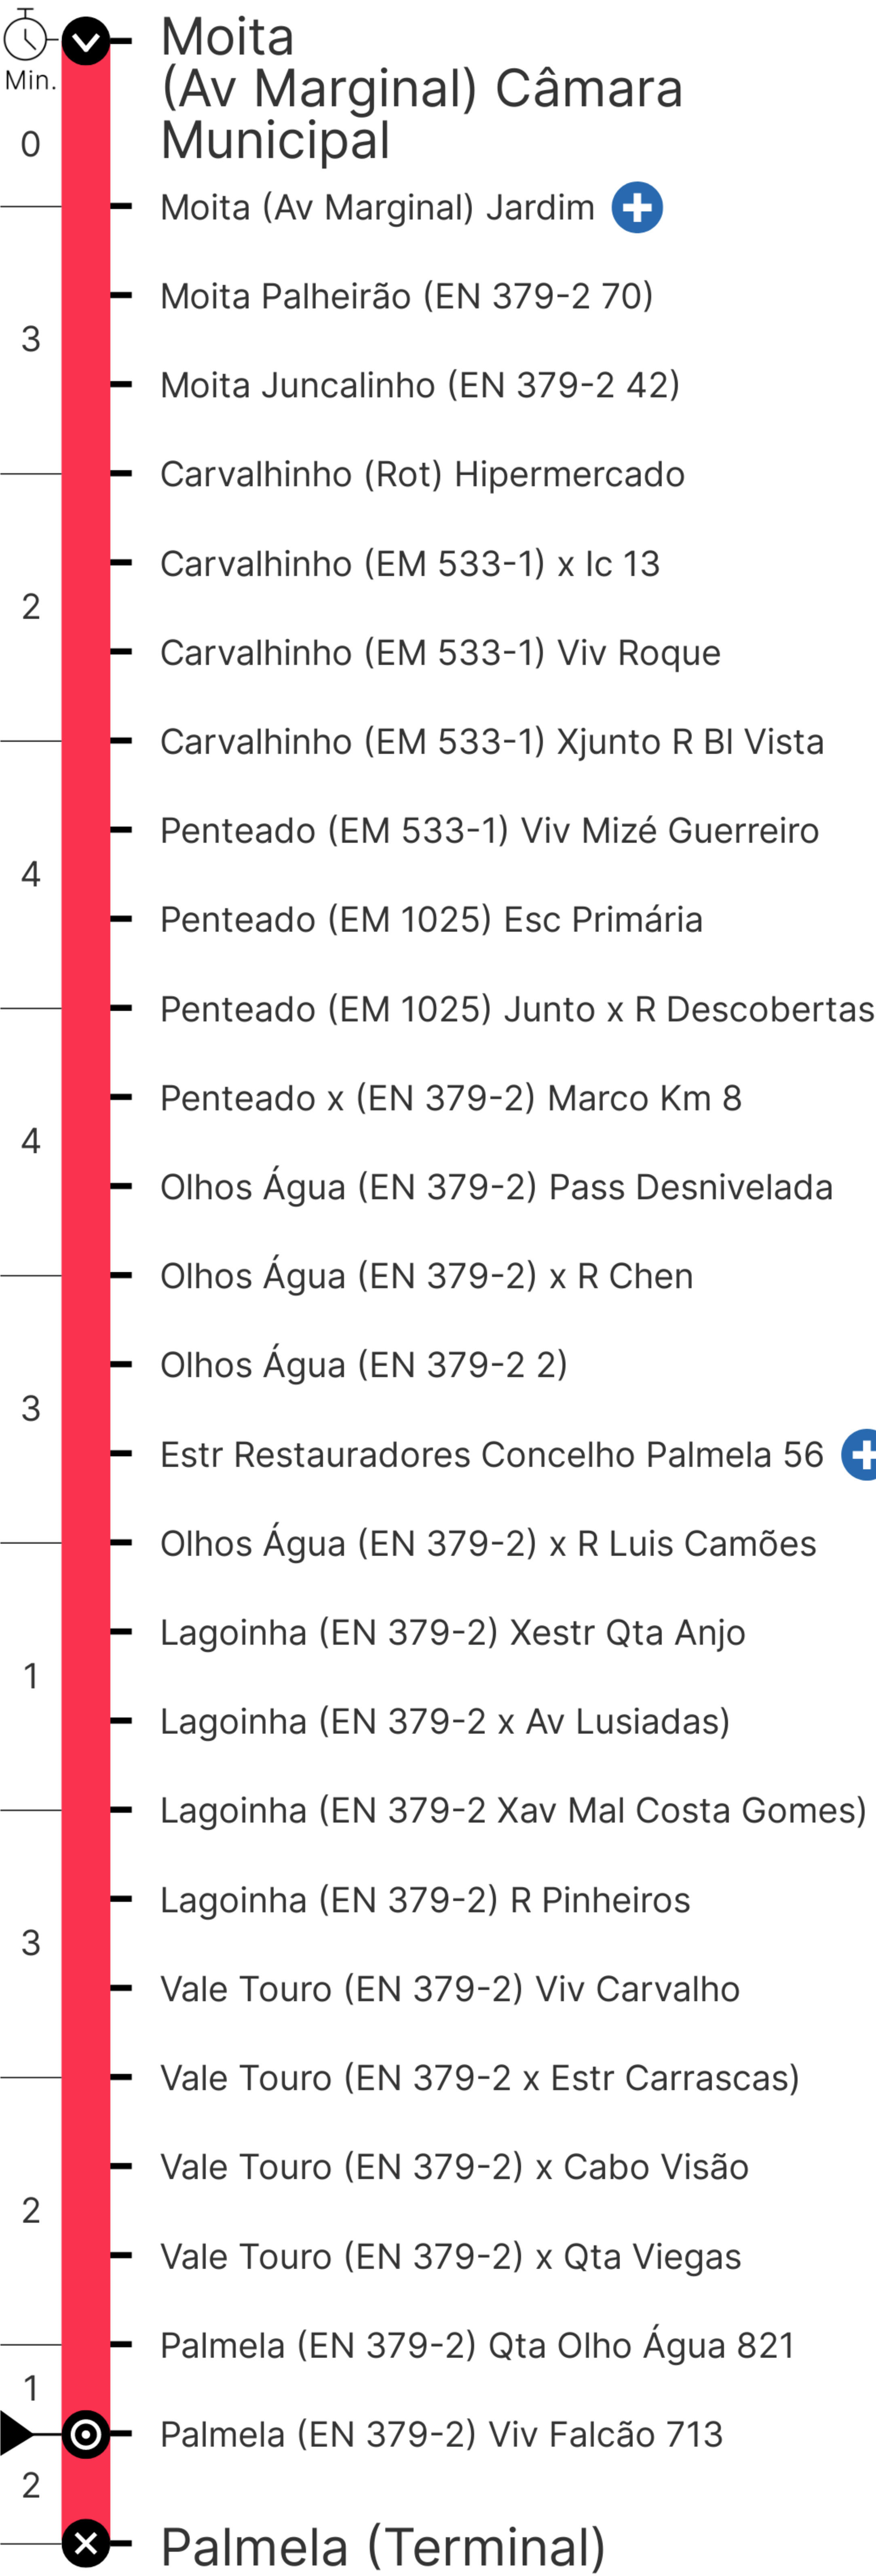 Moita
(Av Marginal) Câmara
Municipal
Min.
0
Moita (Av Marginal) Jardim
Moita Palheirão (EN 379-2 70)
3
Moita Juncalinho (EN 379-2 42)
Carvalhinho (Rot) Hipermercado
Carvalhinho (EM 533-1) x Ic 13
2
Carvalhinho (EM 533-1) Viv Roque
Carvalhinho (EM 533-1) Xjunto R Bl Vista
Penteado (EM 533-1) Viv Mizé Guerreiro
4
Penteado (EM 1025) Esc Primária
Penteado (EM 1025) Junto x R Descobertas
Penteado x (EN 379-2) Marco Km 8
4
Olhos Água (EN 379-2) Pass Desnivelada
Olhos Água (EN 379-2) x R Chen
Olhos Água (EN 379-2 2)
3
Estr Restauradores Concelho Palmela 56
Olhos Água (EN 379-2) x R Luis Camões
Lagoinha (EN 379-2) Xestr Qta Anjo
1
Lagoinha (EN 379-2 x Av Lusiadas)
Lagoinha (EN 379-2 Xav Mal Costa Gomes)
Lagoinha (EN 379-2) R Pinheiros
3
Vale Touro (EN 379-2) Viv Carvalho
Vale Touro (EN 379-2 x Estr Carrascas)
Vale Touro (EN 379-2) x Cabo Visão
2
Vale Touro (EN 379-2) x Qta Viegas
Palmela (EN 379-2) Qta Olho Água 821
1
Palmela (EN 379-2) Viv Falcão 713
2
Palmela (Terminal)